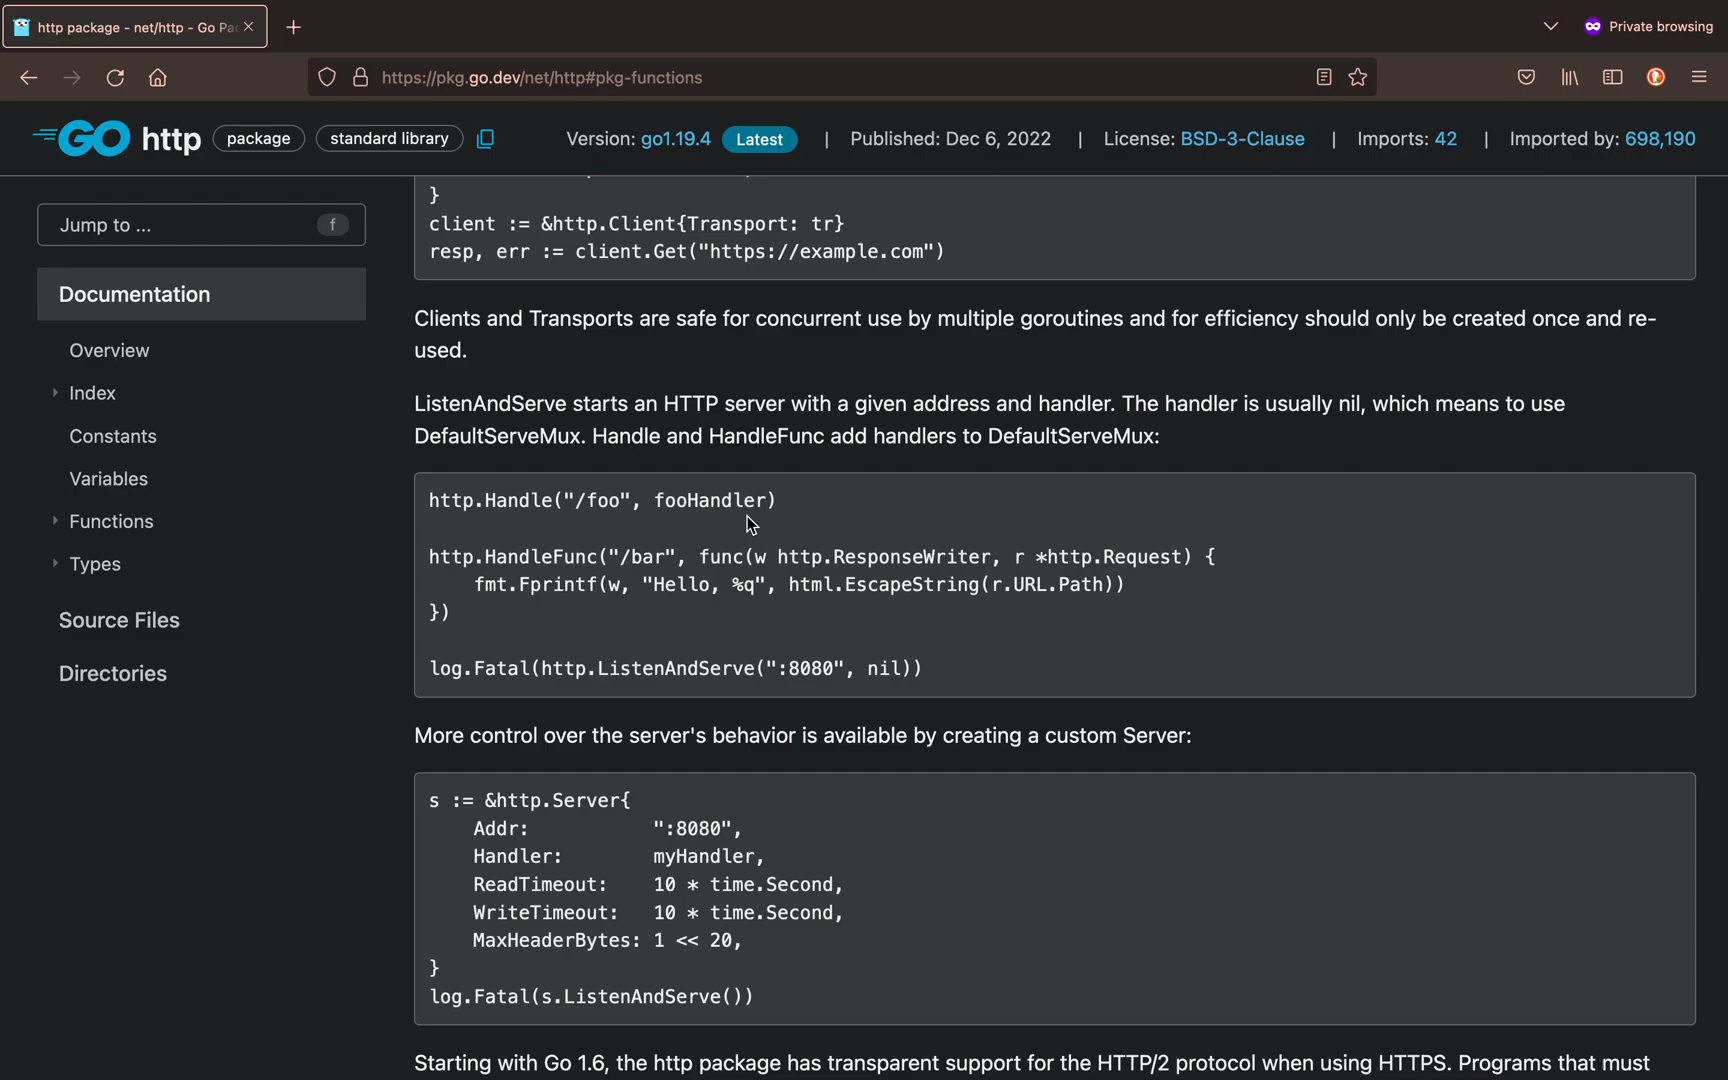 http package - net/http - Go Pac
Private browsing
https://pkg.go.dev/net/http#pkg-functions
GO http package standard library Version: go1.19.4 Latest | Published: Dec 6, 2022 | License: BSD-3-Clause | Imports: 42 | Imported by: 698,190
Jump to ... f
Documentation
Overview
Index
Constants
Variables
Functions
Types
Source Files
Directories
}
client := &http.Client{Transport: tr}
resp, err := client.Get("https://example.com")
Clients and Transports are safe for concurrent use by multiple goroutines and for efficiency should only be created once and re-
used.
ListenAndServe starts an HTTP server with a given address and handler. The handler is usually nil, which means to use
DefaultServeMux. Handle and HandleFunc add handlers to DefaultServeMux:
http.Handle("/foo", fooHandler)
http.HandleFunc("/bar", func(w http.ResponseWriter, r *http.Request) {
    fmt.Fprintf(w, "Hello, %q", html.EscapeString(r.URL.Path))
})
log.Fatal(http.ListenAndServe(":8080", nil))
More control over the server's behavior is available by creating a custom Server:
s := &http.Server{
    Addr:           ":8080",
    Handler:        myHandler,
    ReadTimeout:    10 * time.Second,
    WriteTimeout:   10 * time.Second,
    MaxHeaderBytes: 1 << 20,
}
log.Fatal(s.ListenAndServe())
Starting with Go 1.6, the http package has transparent support for the HTTP/2 protocol when using HTTPS. Programs that must